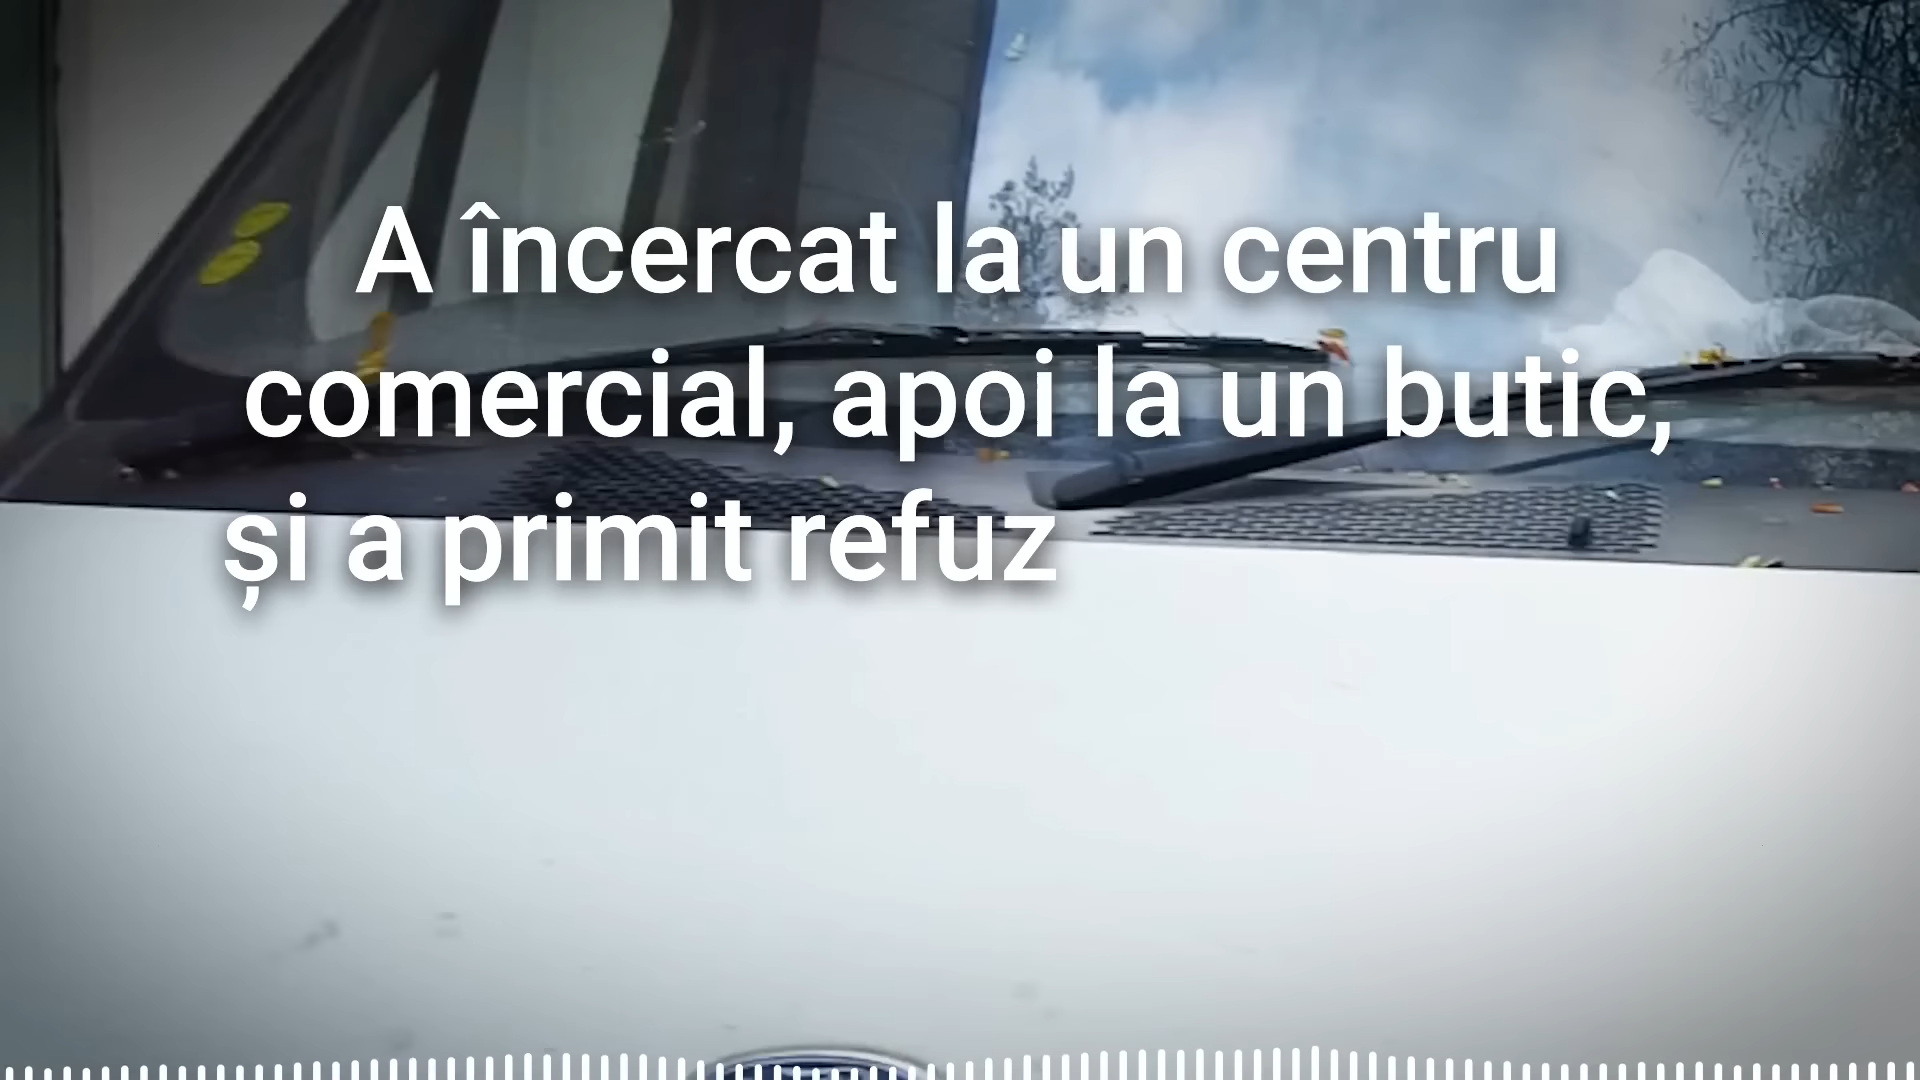 A încercat la un centru
comercial, apoi la un butic,
și a primit refuz